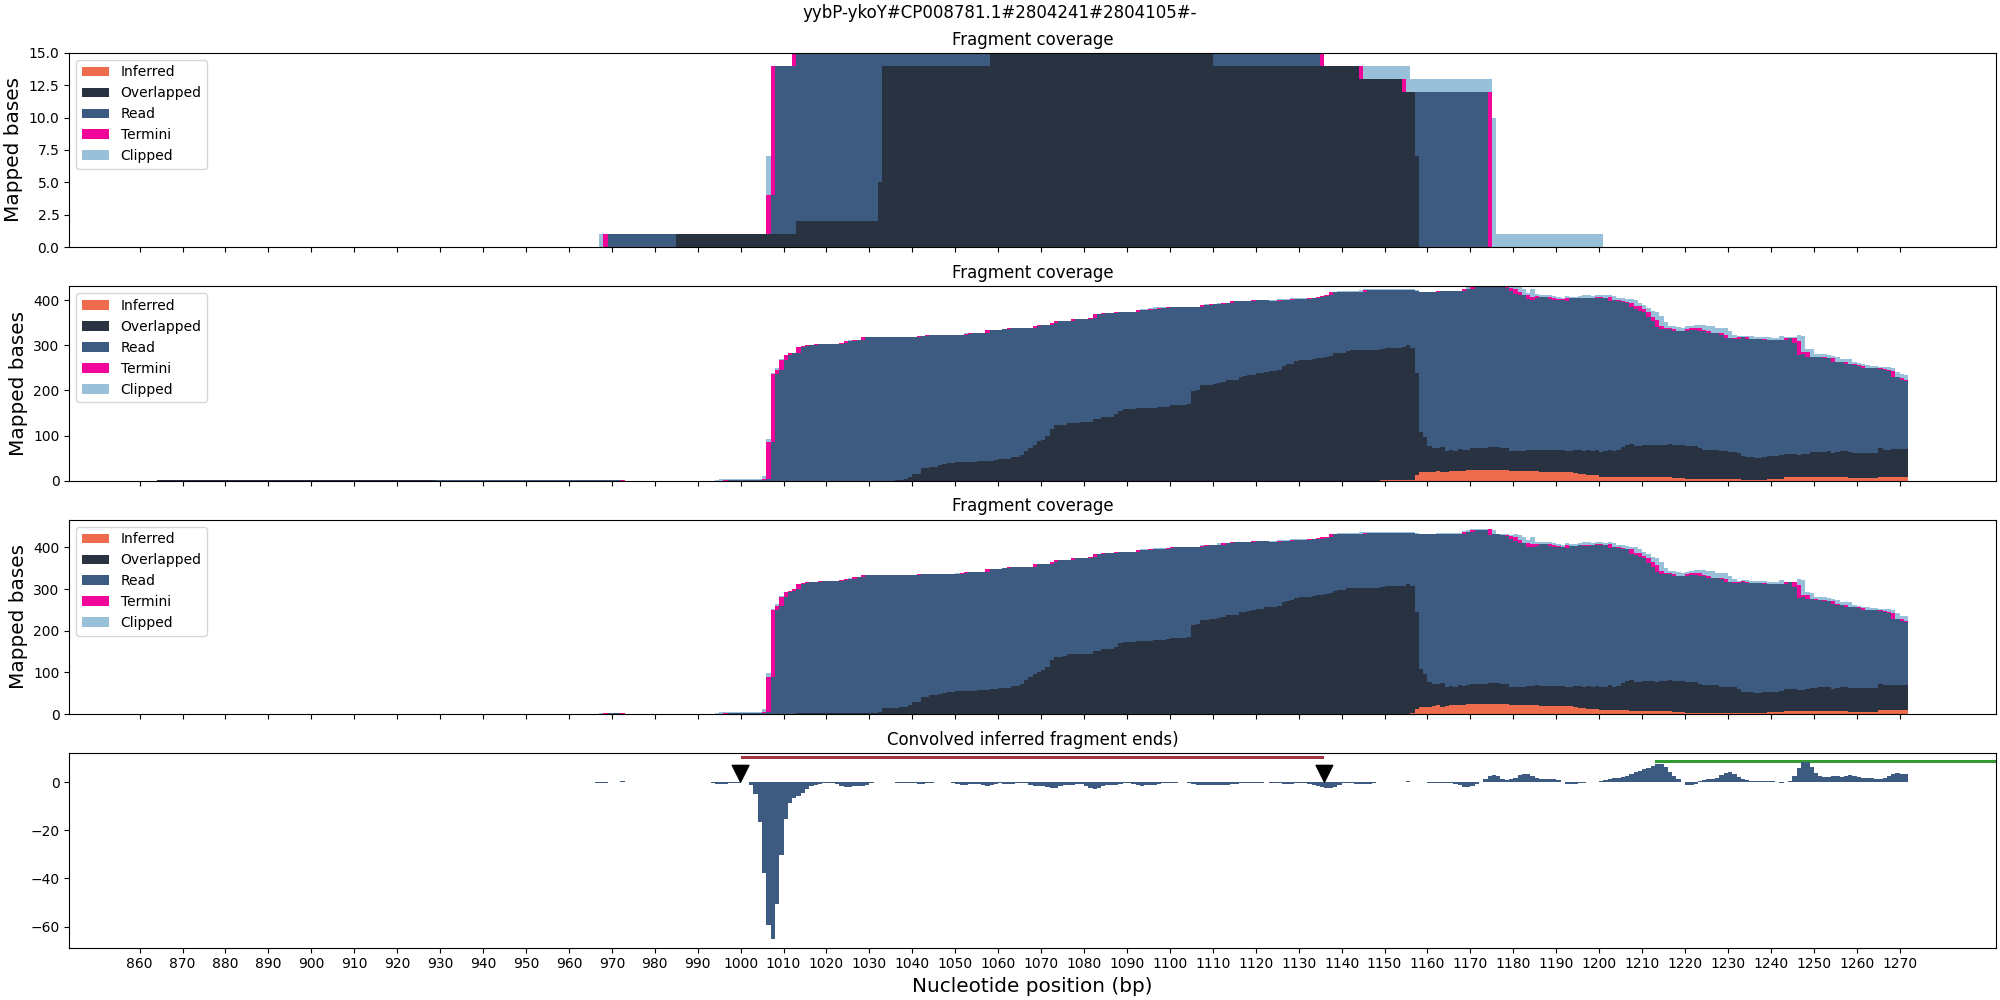 yybP-ykoY#CP008781.1#2804241#2804105#-
Fragment coverage
Mapped bases
15.0
12.5
10.0
7.5
5.0
2.5
0.0
Inferred
Overlapped
Read
Termini
Clipped
Fragment coverage
Mapped bases
400
300
200
100
0
Inferred
Overlapped
Read
Termini
Clipped
Fragment coverage
Mapped bases
400
300
200
100
0
Inferred
Overlapped
Read
Termini
Clipped
Convolved inferred fragment ends)
0
−20
−40
−60
860 870 880 890 900 910 920 930 940 950 960 970 980 990 1000 1010 1020 1030 1040 1050 1060 1070 1080 1090 1100 1110 1120 1130 1140 1150 1160 1170 1180 1190 1200 1210 1220 1230 1240 1250 1260 1270
Nucleotide position (bp)